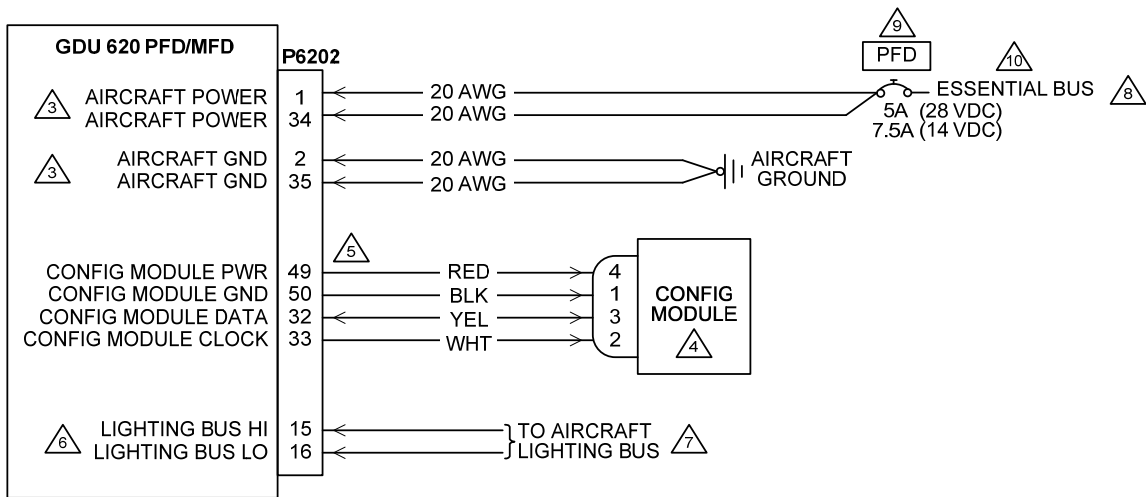 GDU 620 PFD/MFD
P6202
9
PFD
10
3
AIRCRAFT POWER 1 20 AWG ESSENTIAL BUS 8
AIRCRAFT POWER 34 20 AWG
5A (28 VDC)
7.5A (14 VDC)
3
AIRCRAFT GND 2 20 AWG
AIRCRAFT GND 35 20 AWG
AIRCRAFT
GROUND
5
CONFIG MODULE PWR 49 RED 4
CONFIG MODULE GND 50 BLK 1
CONFIG MODULE DATA 32 YEL 3
CONFIG MODULE CLOCK 33 WHT 2
CONFIG
MODULE
4
6
LIGHTING BUS HI 15 TO AIRCRAFT
LIGHTING BUS LO 16 LIGHTING BUS 7